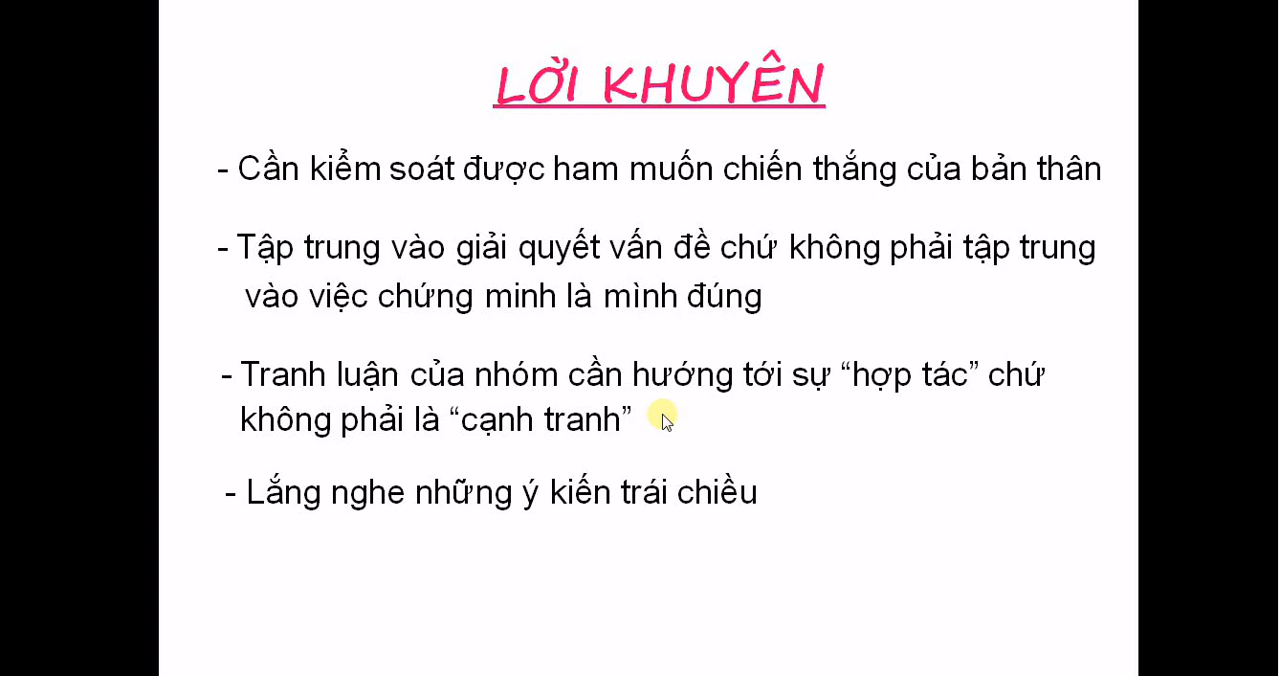 LỜI KHUYÊN
- Cần kiểm soát được ham muốn chiến thắng của bản thân
- Tập trung vào giải quyết vấn đề chứ không phải tập trung
vào việc chứng minh là mình đúng
- Tranh luận của nhóm cần hướng tới sự “hợp tác” chứ
không phải là “cạnh tranh”
- Lắng nghe những ý kiến trái chiều